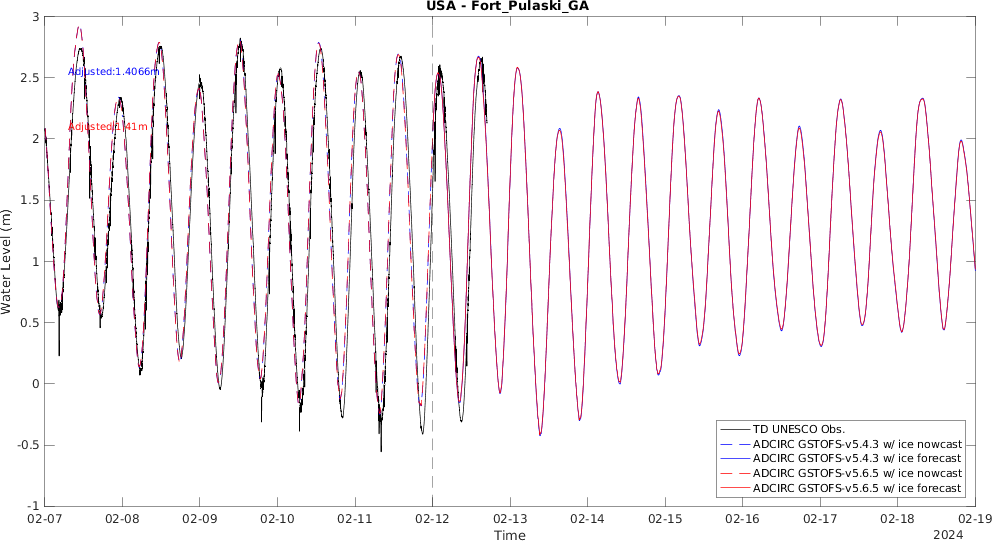 USA - Fort_Pulaski_GA
3
2.5
2
1.5
1
0.5
0
-0.5
-1
Water Level (m)
Adjusted:1.4066m
Adjusted:1.41m
TD UNESCO Obs.
ADCIRC GSTOFS-v5.4.3 w/ ice nowcast
ADCIRC GSTOFS-v5.4.3 w/ ice forecast
ADCIRC GSTOFS-v5.6.5 w/ ice nowcast
ADCIRC GSTOFS-v5.6.5 w/ ice forecast
02-07 02-08 02-09 02-10 02-11 02-12 02-13 02-14 02-15 02-16 02-17 02-18 02-19
Time
2024